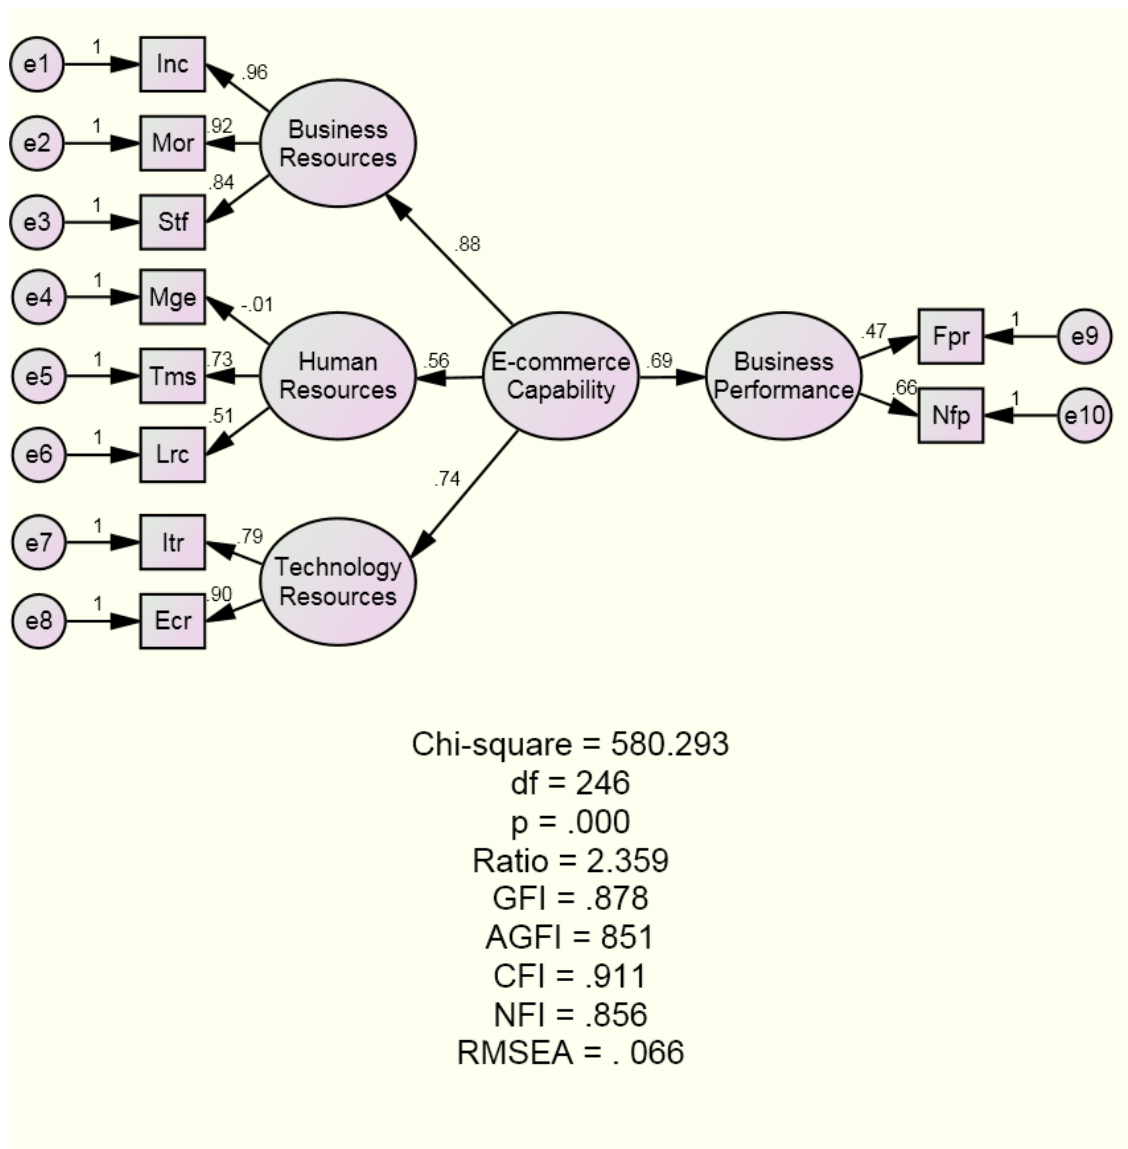 e1
1
Inc
.96
e2
1
Mor
.92
Business
Resources
e3
1
Stf
.84
.88
e4
1
Mge
-.01
e5
1
Tms
.73
Human
Resources
.56
E-commerce
Capability
.69
Business
Performance
.47
Fpr
1
e9
.66
Nfp
1
e10
e6
1
Lrc
.51
.74
e7
1
Itr
.79
Technology
Resources
e8
1
Ecr
.90
Chi-square = 580.293
df = 246
p = .000
Ratio = 2.359
GFI = .878
AGFI = 851
CFI = .911
NFI = .856
RMSEA = . 066